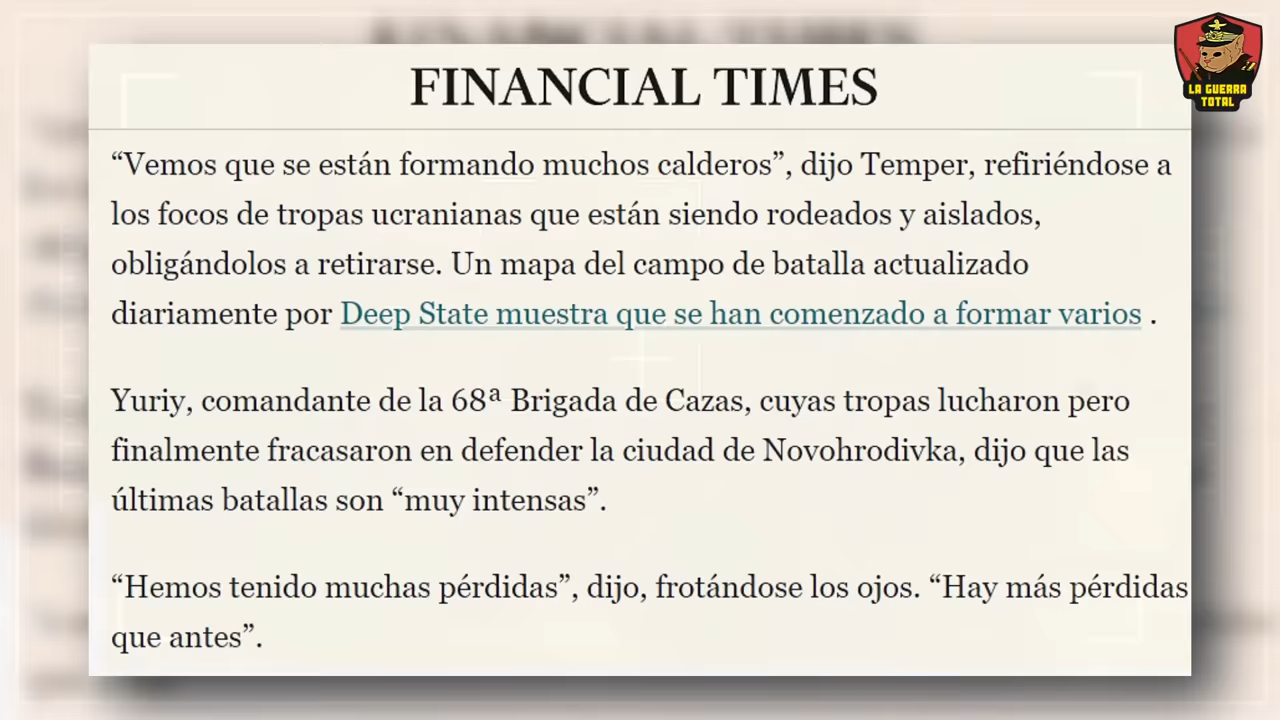 FINANCIAL TIMES
LA GUERRA
TOTAL
“Vemos que se están formando muchos calderos”, dijo Temper, refiriéndose a
los focos de tropas ucranianas que están siendo rodeados y aislados,
obligándolos a retirarse. Un mapa del campo de batalla actualizado
diariamente por Deep State muestra que se han comenzado a formar varios .
Yuriy, comandante de la 68ª Brigada de Cazas, cuyas tropas lucharon pero
finalmente fracasaron en defender la ciudad de Novohrodivka, dijo que las
últimas batallas son “muy intensas”.
“Hemos tenido muchas pérdidas”, dijo, frotándose los ojos. “Hay más pérdidas
que antes”.